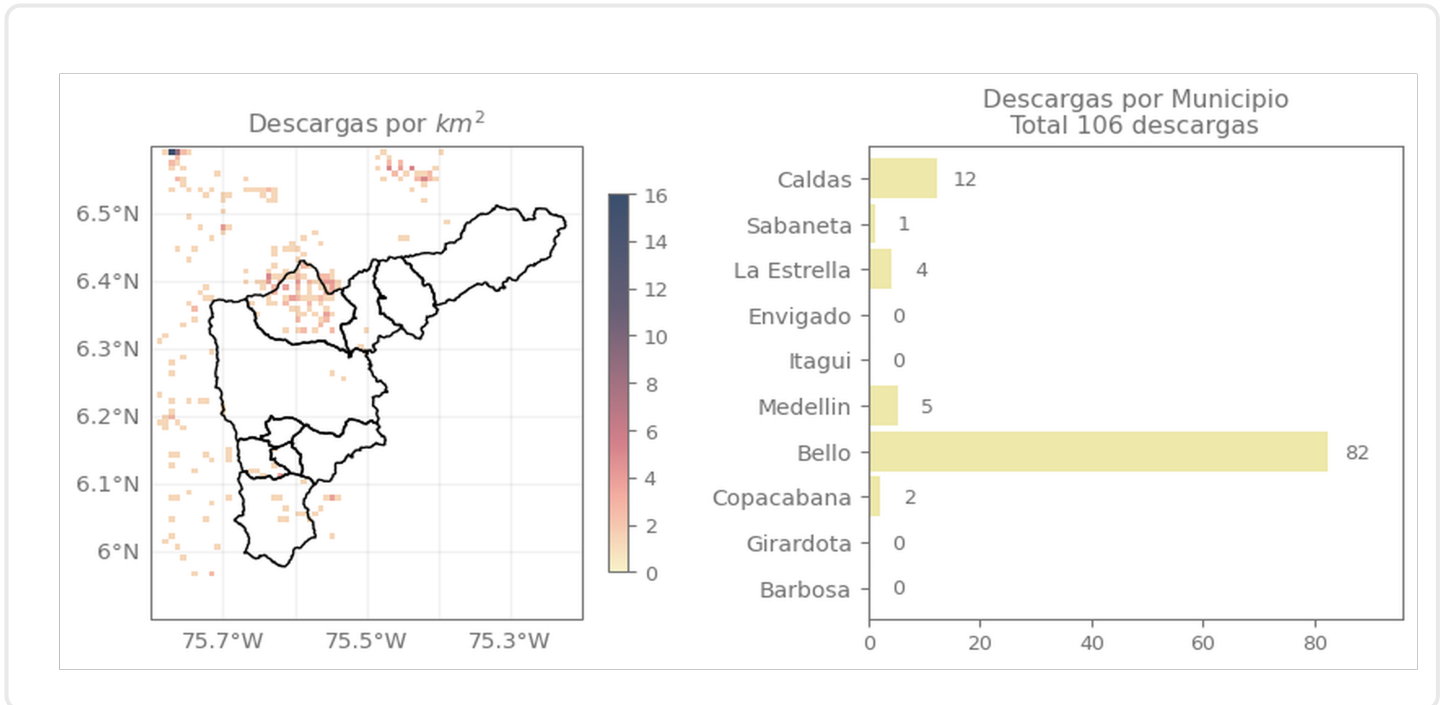 Descargas por km²
6.5°N
6.4°N
6.3°N
6.2°N
6.1°N
6°N
75.7°W 75.5°W 75.3°W
16
14
12
10
8
6
4
2
0
Descargas por Municipio
Total 106 descargas
Caldas 12
Sabaneta 1
La Estrella 4
Envigado 0
Itagui 0
Medellin 5
Bello 82
Copacabana 2
Girardota 0
Barbosa 0
0 20 40 60 80